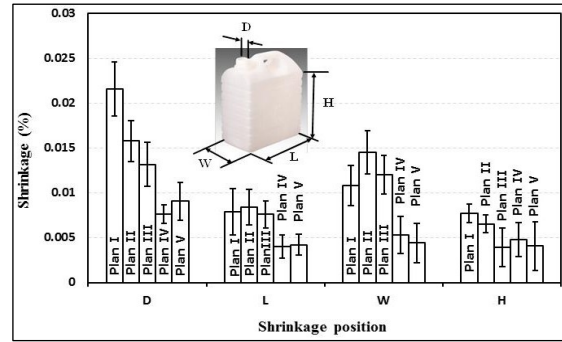 0.03
0.025
0.02
0.015
0.01
0.005
0
Shrinkage (%)
D
H
W
L
Plan I
Plan II
Plan III
Plan IV
Plan V
Plan I
Plan II
Plan III
Plan IV
Plan V
Plan I
Plan II
Plan III
Plan IV
Plan V
Plan I
Plan II
Plan III
Plan IV
Plan V
D
L
W
H
Shrinkage position